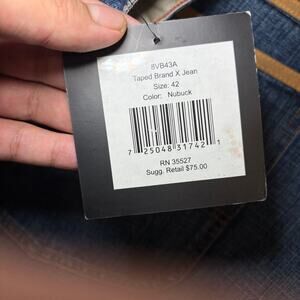 8VB43A
Taped Brand X Jean
Size: 42
Color: Nubuck
7 25048 31742 1
RN 35527
Sugg. Retail $75.00